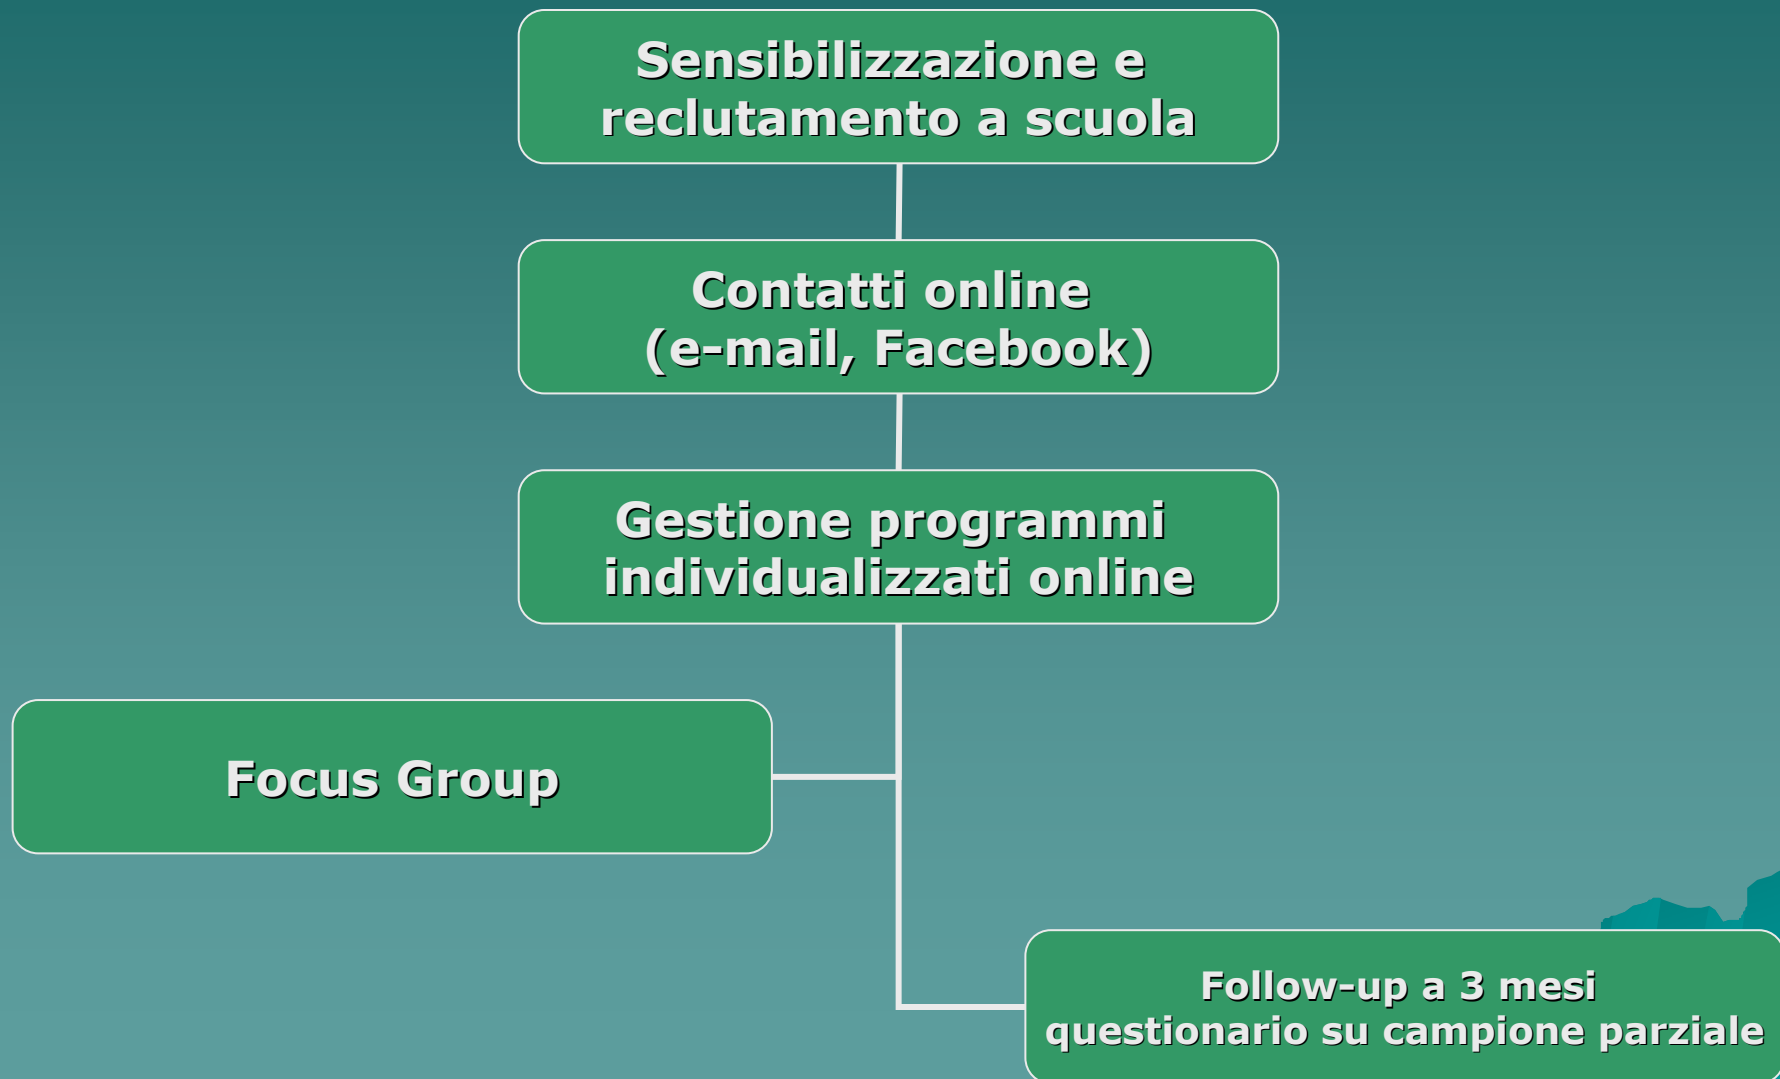 Sensibilizzazione e
reclutamento a scuola
Contatti online
(e-mail, Facebook)
Gestione programmi
individualizzati online
Focus Group
Follow-up a 3 mesi
questionario su campione parziale